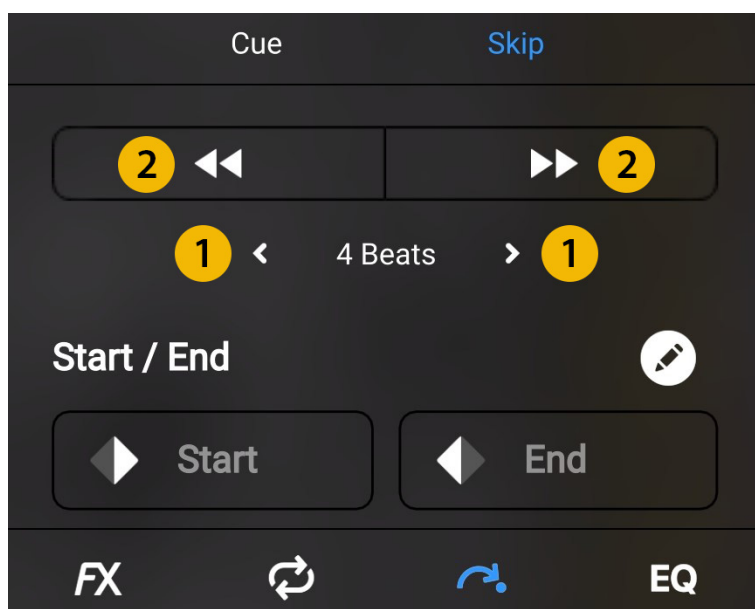 Cue Skip
2 2
1 4 Beats 1
Start / End
Start End
FX EQ